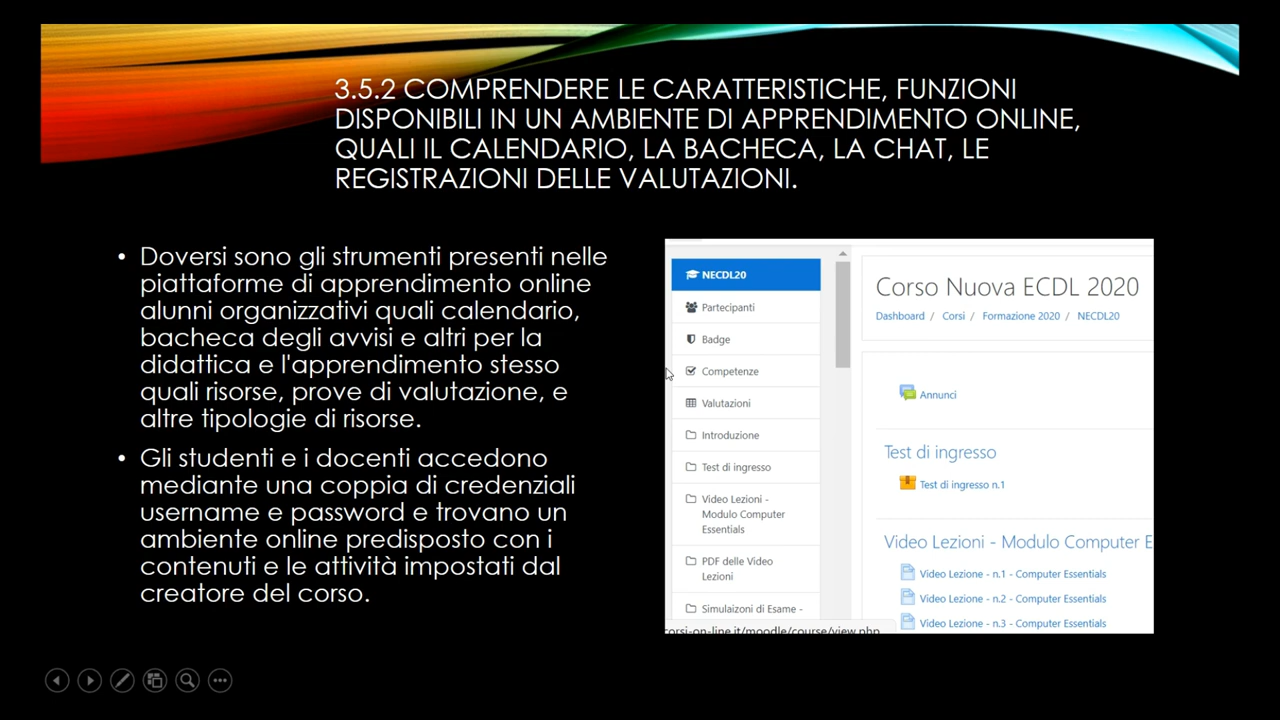 3.5.2 COMPRENDERE LE CARATTERISTICHE, FUNZIONI
DISPONIBILI IN UN AMBIENTE DI APPRENDIMENTO ONLINE,
QUALI IL CALENDARIO, LA BACHECA, LA CHAT, LE
REGISTRAZIONI DELLE VALUTAZIONI.
• Doversi sono gli strumenti presenti nelle
piattaforme di apprendimento online
alunni organizzativi quali calendario,
bacheca degli avvisi e altri per la
didattica e l'apprendimento stesso
quali risorse, prove di valutazione, e
altre tipologie di risorse.
• Gli studenti e i docenti accedono
mediante una coppia di credenziali
username e password e trovano un
ambiente online predisposto con i
contenuti e le attività impostati dal
creatore del corso.
NECDL20
Partecipanti
Badge
Competenze
Valutazioni
Introduzione
Test di ingresso
Video Lezioni -
Modulo Computer
Essentials
PDF delle Video
Lezioni
Simulaizoni di Esame -
corsi-on-line.it/moodle/course/view.php
Corso Nuova ECDL 2020
Dashboard / Corsi / Formazione 2020 / NECDL20
Annunci
Test di ingresso
Test di ingresso n.1
Video Lezioni - Modulo Computer E
Video Lezione - n.1 - Computer Essentials
Video Lezione - n.2 - Computer Essentials
Video Lezione - n.3 - Computer Essentials